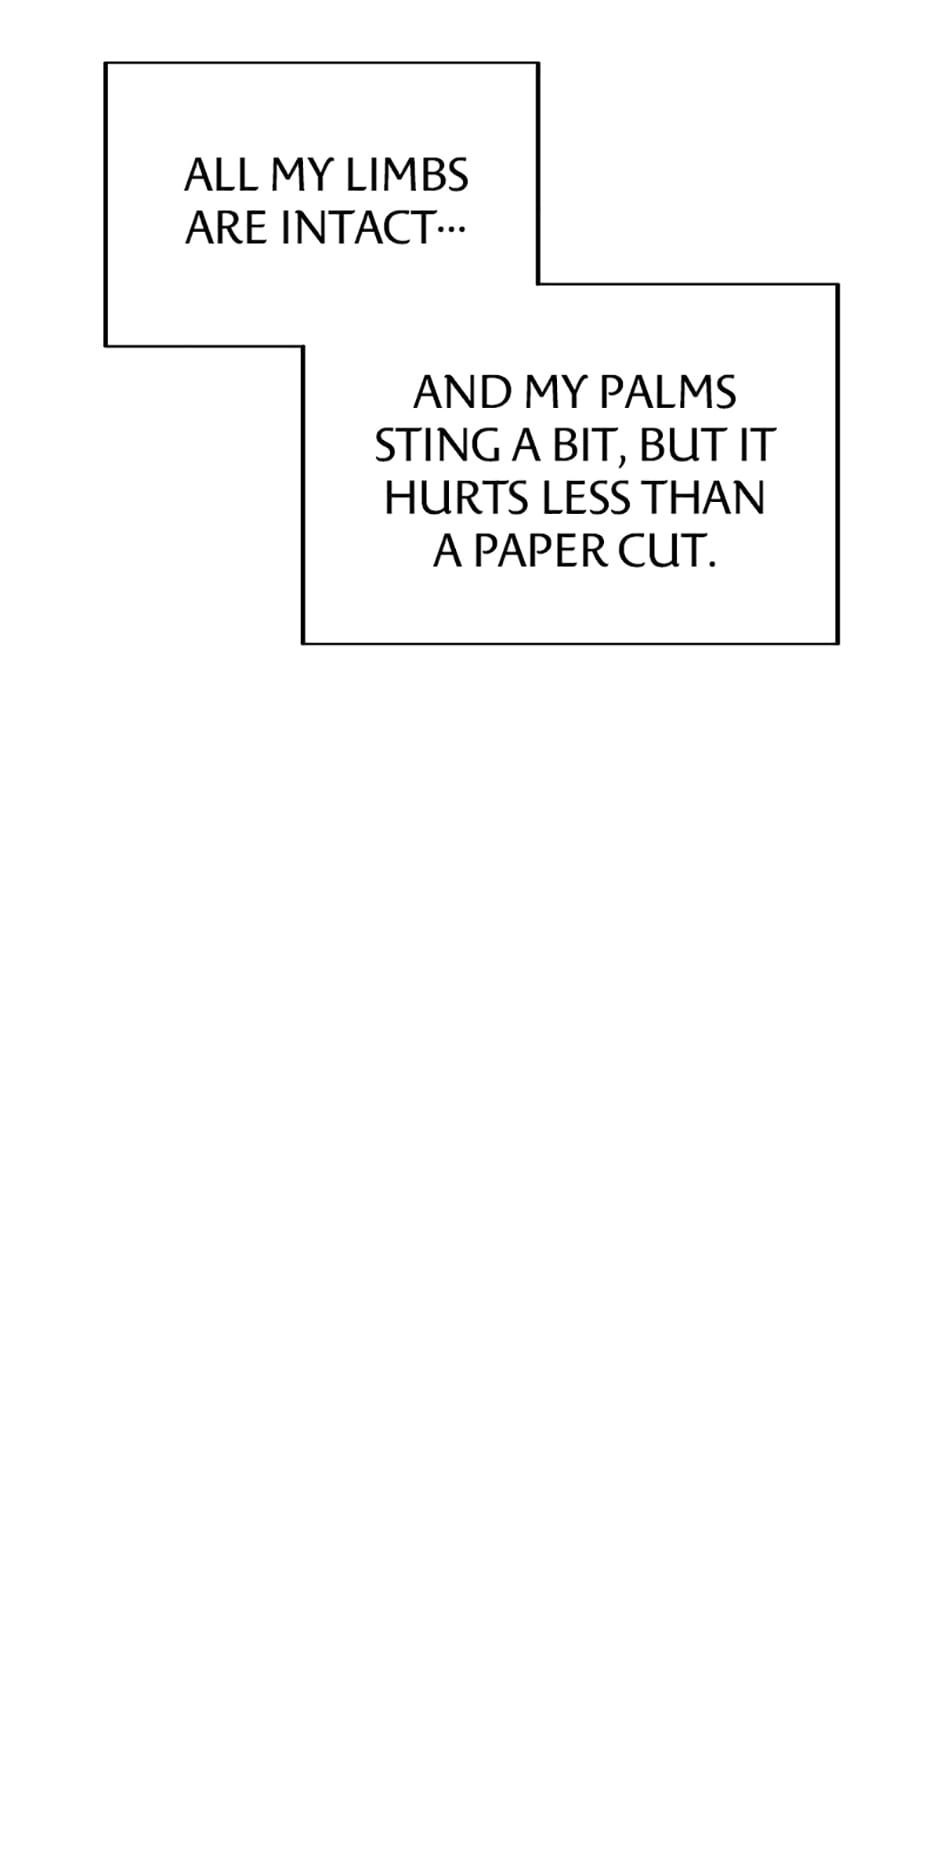 ALL MY LIMBS
ARE INTACT···
AND MY PALMS
STING A BIT, BUT IT
HURTS LESS THAN
A PAPER CUT.